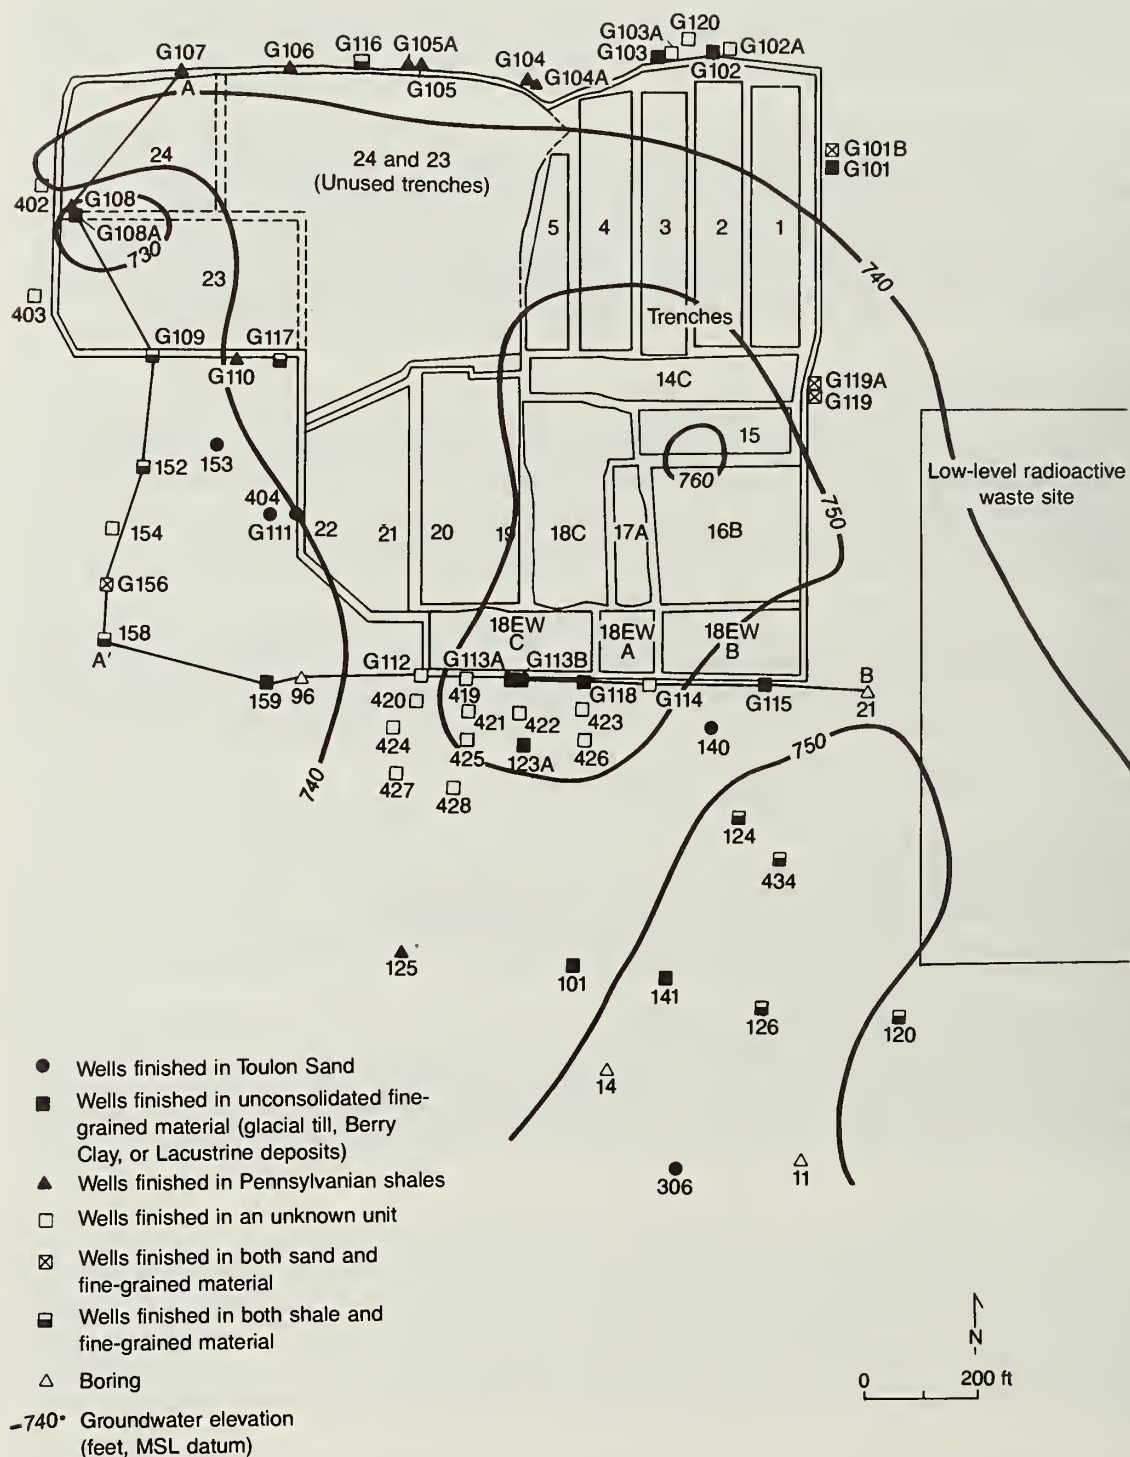 G120
G103A
G107
G106
G116
G105A
G104
G103
G102A
G102
A
G105
G104A
G101B
G101
24
24 and 23
(Unused trenches)
402
G108
G108A
730
5
4
3
2
1
23
740
403
Trenches
G109
G117
G110
14C
G119A
G119
15
153
152
760
Low-level radioactive
waste site
404
750
G111
22
21
20
19
18C
17A
16B
154
G156
158
A'
18EW
C
18EW
A
18EW
B
G112
G113A
G113B
B
159
96
420
419
G118
G114
G115
21
421
422
423
424
425
123A
426
140
750
740
427
428
124
434
125
101
141
126
120
14
306
11
Wells finished in Toulon Sand
Wells finished in unconsolidated fine-
grained material (glacial till, Berry
Clay, or Lacustrine deposits)
Wells finished in Pennsylvanian shales
Wells finished in an unknown unit
Wells finished in both sand and
fine-grained material
Wells finished in both shale and
fine-grained material
Boring
-740- Groundwater elevation
(feet, MSL datum)
N
0 200 ft